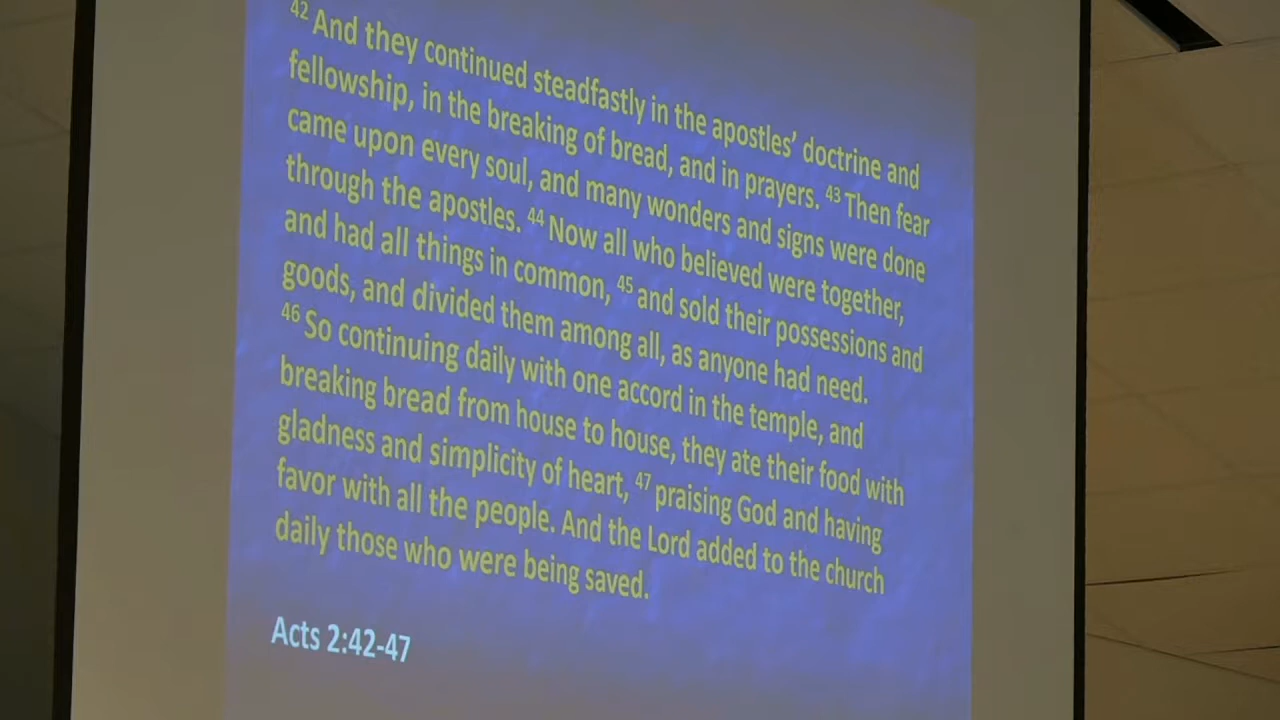 42 And they continued steadfastly in the apostles’ doctrine and
fellowship, in the breaking of bread, and in prayers. 43 Then fear
came upon every soul, and many wonders and signs were done
through the apostles. 44 Now all who believed were together,
and had all things in common, 45 and sold their possessions and
goods, and divided them among all, as anyone had need.
46 So continuing daily with one accord in the temple, and
breaking bread from house to house, they ate their food with
gladness and simplicity of heart, 47 praising God and having
favor with all the people. And the Lord added to the church
daily those who were being saved.
Acts 2:42-47